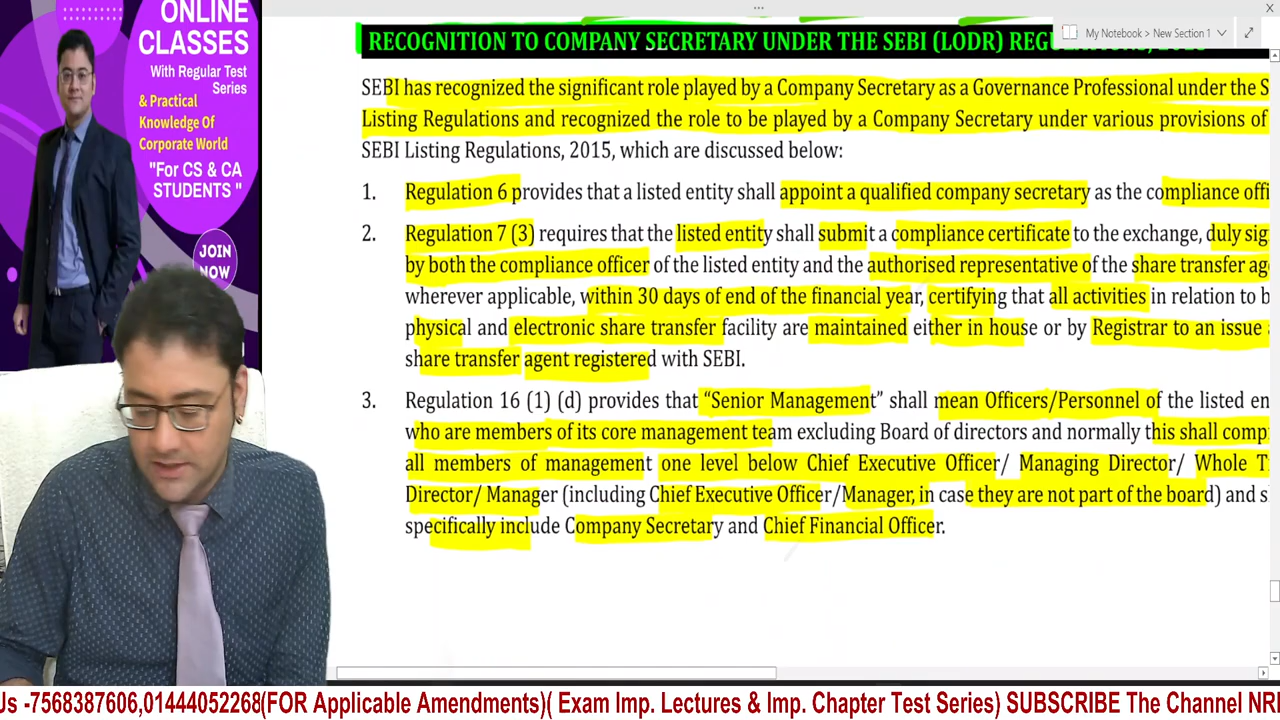 ONLINE
CLASSES
With Regular Test
Series
& Practical
Knowledge Of
Corporate World
"For CS & CA
STUDENTS "
JOIN
NOW
My Notebook > New Section 1
RECOGNITION TO COMPANY SECRETARY UNDER THE SEBI (LODR)
SEBI has recognized the significant role played by a Company Secretary as a Governance Professional under the S
Listing Regulations and recognized the role to be played by a Company Secretary under various provisions of
SEBI Listing Regulations, 2015, which are discussed below:
1. Regulation 6 provides that a listed entity shall appoint a qualified company secretary as the compliance offi
2. Regulation 7 (3) requires that the listed entity shall submit a compliance certificate to the exchange, duly sig
by both the compliance officer of the listed entity and the authorised representative of the share transfer age
wherever applicable, within 30 days of end of the financial year, certifying that all activities in relation to b
physical and electronic share transfer facility are maintained either in house or by Registrar to an issue
share transfer agent registered with SEBI.
3. Regulation 16 (1) (d) provides that “Senior Management” shall mean Officers/Personnel of the listed en
who are members of its core management team excluding Board of directors and normally this shall comp
all members of management one level below Chief Executive Officer/ Managing Director/ Whole T
Director/ Manager (including Chief Executive Officer/Manager, in case they are not part of the board) and s
specifically include Company Secretary and Chief Financial Officer.
Us -7568387606,01444052268(FOR Applicable Amendments)( Exam Imp. Lectures & Imp. Chapter Test Series) SUBSCRIBE The Channel NRI